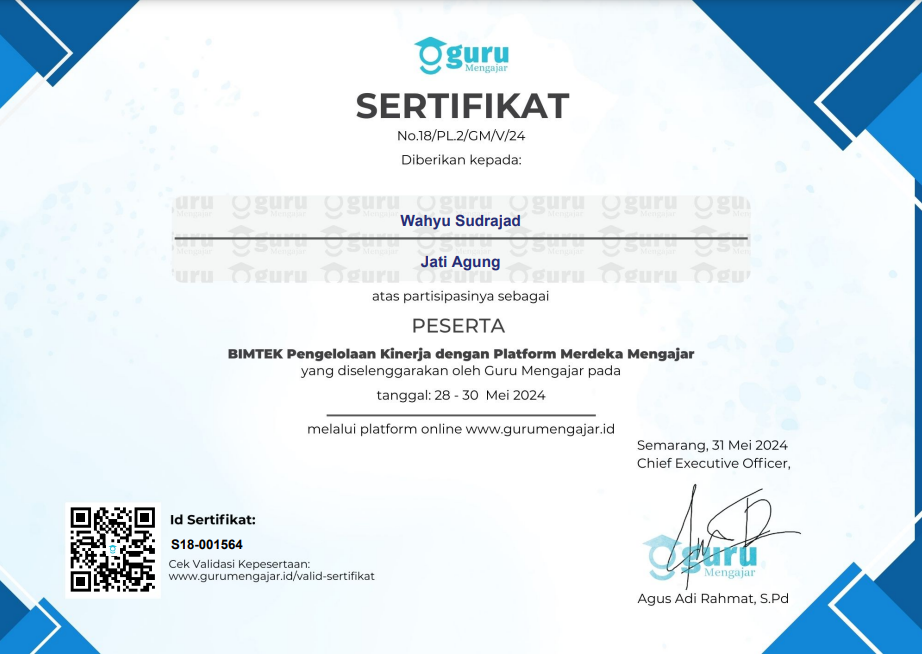 guru
Mengajar
SERTIFIKAT
No.18/PL.2/GM/V/24
Diberikan kepada:
Wahyu Sudrajad
Jati Agung
atas partisipasinya sebagai
PESERTA
BIMTEK Pengelolaan Kinerja dengan Platform Merdeka Mengajar
yang diselenggarakan oleh Guru Mengajar pada
tanggal: 28 - 30 Mei 2024
melalui platform online www.gurumengajar.id
Semarang, 31 Mei 2024
Chief Executive Officer,
guru
Mengajar
Agus Adi Rahmat, S.Pd
Id Sertifikat:
S18-001564
Cek Validasi Kepesertaan:
www.gurumengajar.id/valid-sertifikat